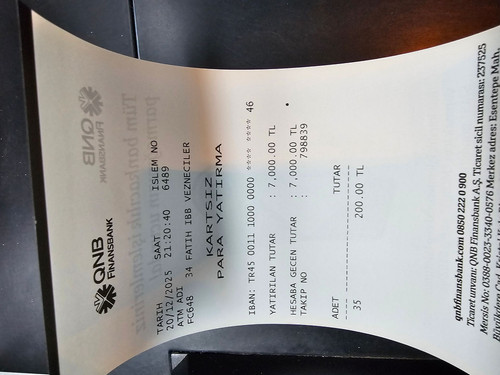 QNB
FİNANSBANK
TARİH SAAT ISLEM NO
20/12/2025 21:20:40 6489
ATM ADI
FC648 34 FATIH IBB VEZNECILER
KARTSIZ
PARA YATIRMA
IBAN: TR45 0011 1000 0000 **** **** 46
YATIRILAN TUTAR : 7,000.00 TL
HESABA GECEN TUTAR : 7,000.00 TL
TAKIP NO 798839
ADET TUTAR
35 200.00 TL
qnbfinansbank.com 0850 222 0 900
Ticaret unvanı: QNB Finansbank A.Ş. Ticaret sicil numarası: 237525
Mersis No: 0388-0023-3340-0576 Merkez adres: Esentepe Mah.